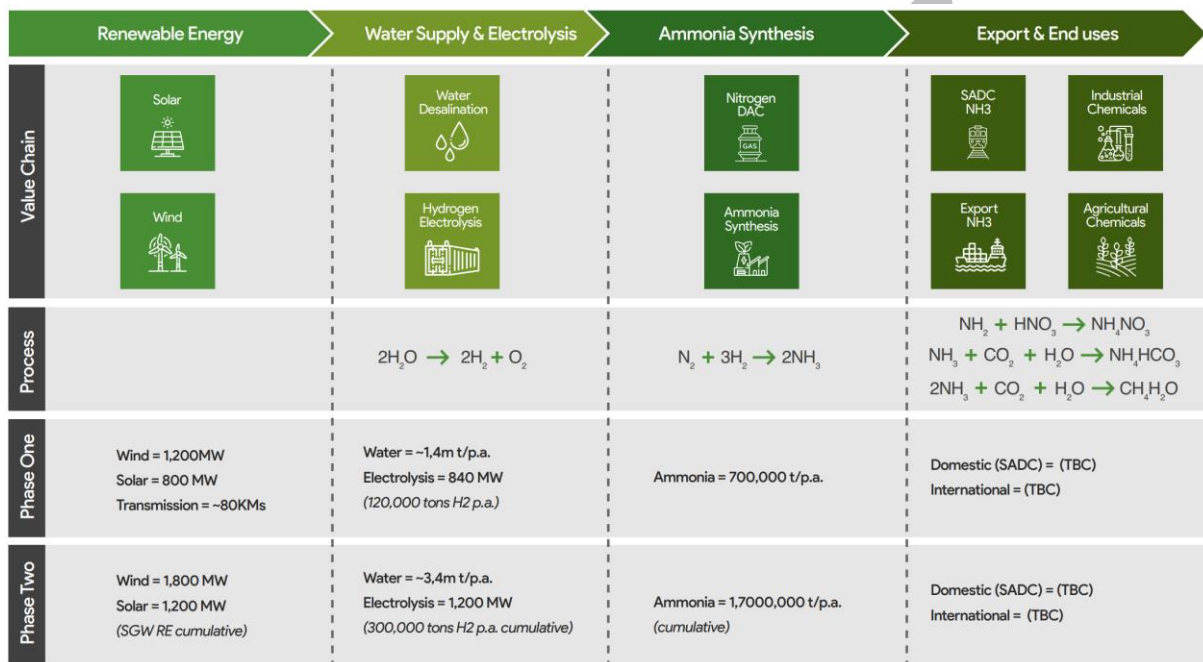 Renewable Energy
Water Supply & Electrolysis
Ammonia Synthesis
Export & End uses
Value Chain
Solar
Wind
Water
Desalination
Hydrogen
Electrolysis
Nitrogen
DAC
GAS
Ammonia
Synthesis
SADC
NH3
Industrial
Chemicals
Export
NH3
Agricultural
Chemicals
Process
2H₂O → 2H₂ + O₂
N₂ + 3H₂ → 2NH₃
NH₂ + HNO₃ → NH₄NO₃
NH₃ + CO₂ + H₂O → NH₄HCO₃
2NH₃ + CO₂ + H₂O → CH₄H₂O
Phase One
Wind = 1,200MW
Solar = 800 MW
Transmission = ~80KMs
Water = ~1,4m t/p.a.
Electrolysis = 840 MW
(120,000 tons H2 p.a.)
Ammonia = 700,000 t/p.a.
Domestic (SADC) = (TBC)
International = (TBC)
Phase Two
Wind = 1,800 MW
Solar = 1,200 MW
(SGW RE cumulative)
Water = ~3,4m t/p.a.
Electrolysis = 1,200 MW
(300,000 tons H2 p.a. cumulative)
Ammonia = 1,7000,000 t/p.a.
(cumulative)
Domestic (SADC) = (TBC)
International = (TBC)